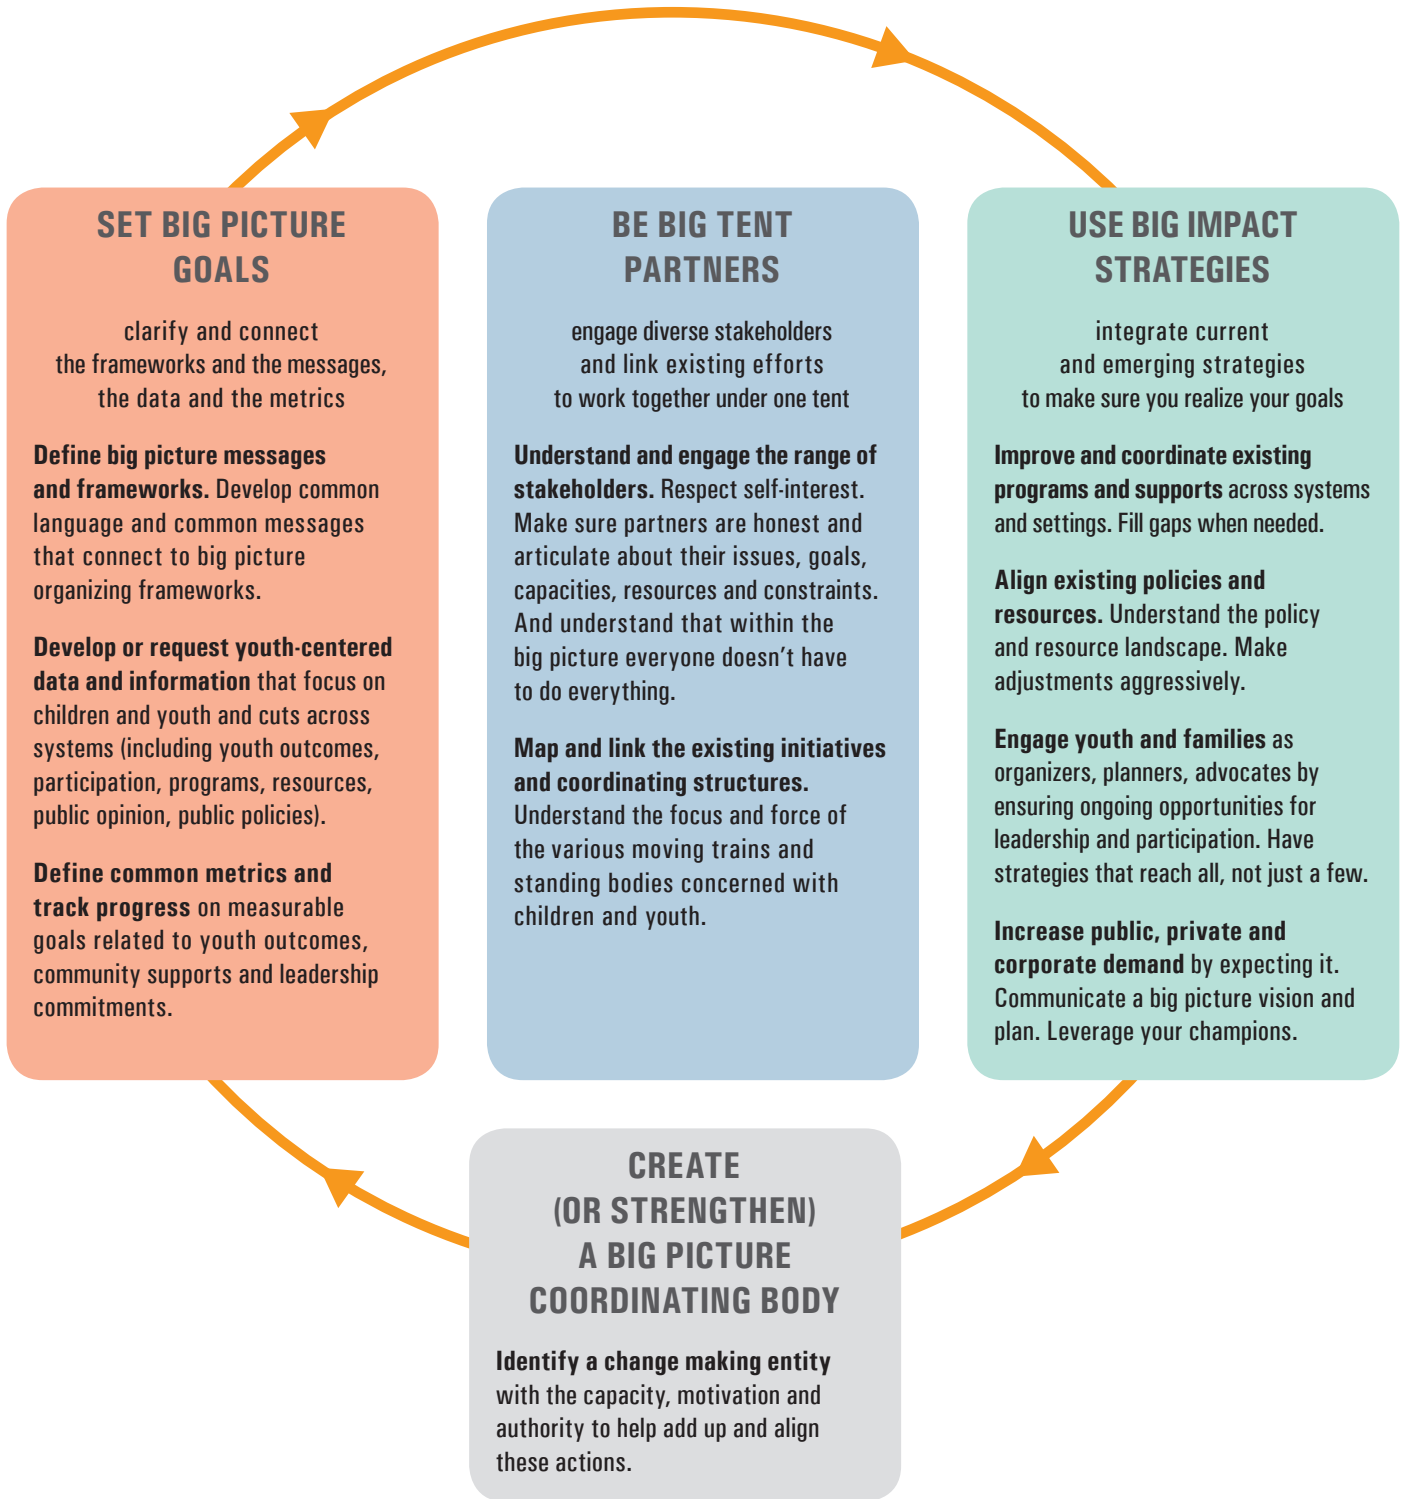 SET BIG PICTURE
GOALS
clarify and connect
the frameworks and the messages,
the data and the metrics
Define big picture messages
and frameworks. Develop common
language and common messages
that connect to big picture
organizing frameworks.
Develop or request youth-centered
data and information that focus on
children and youth and cuts across
systems (including youth outcomes,
participation, programs, resources,
public opinion, public policies).
Define common metrics and
track progress on measurable
goals related to youth outcomes,
community supports and leadership
commitments.
BE BIG TENT
PARTNERS
engage diverse stakeholders
and link existing efforts
to work together under one tent
Understand and engage the range of
stakeholders. Respect self-interest.
Make sure partners are honest and
articulate about their issues, goals,
capacities, resources and constraints.
And understand that within the
big picture everyone doesn’t have
to do everything.
Map and link the existing initiatives
and coordinating structures.
Understand the focus and force of
the various moving trains and
standing bodies concerned with
children and youth.
USE BIG IMPACT
STRATEGIES
integrate current
and emerging strategies
to make sure you realize your goals
Improve and coordinate existing
programs and supports across systems
and settings. Fill gaps when needed.
Align existing policies and
resources. Understand the policy
and resource landscape. Make
adjustments aggressively.
Engage youth and families as
organizers, planners, advocates by
ensuring ongoing opportunities for
leadership and participation. Have
strategies that reach all, not just a few.
Increase public, private and
corporate demand by expecting it.
Communicate a big picture vision and
plan. Leverage your champions.
CREATE
(OR STRENGTHEN)
A BIG PICTURE
COORDINATING BODY
Identify a change making entity
with the capacity, motivation and
authority to help add up and align
these actions.